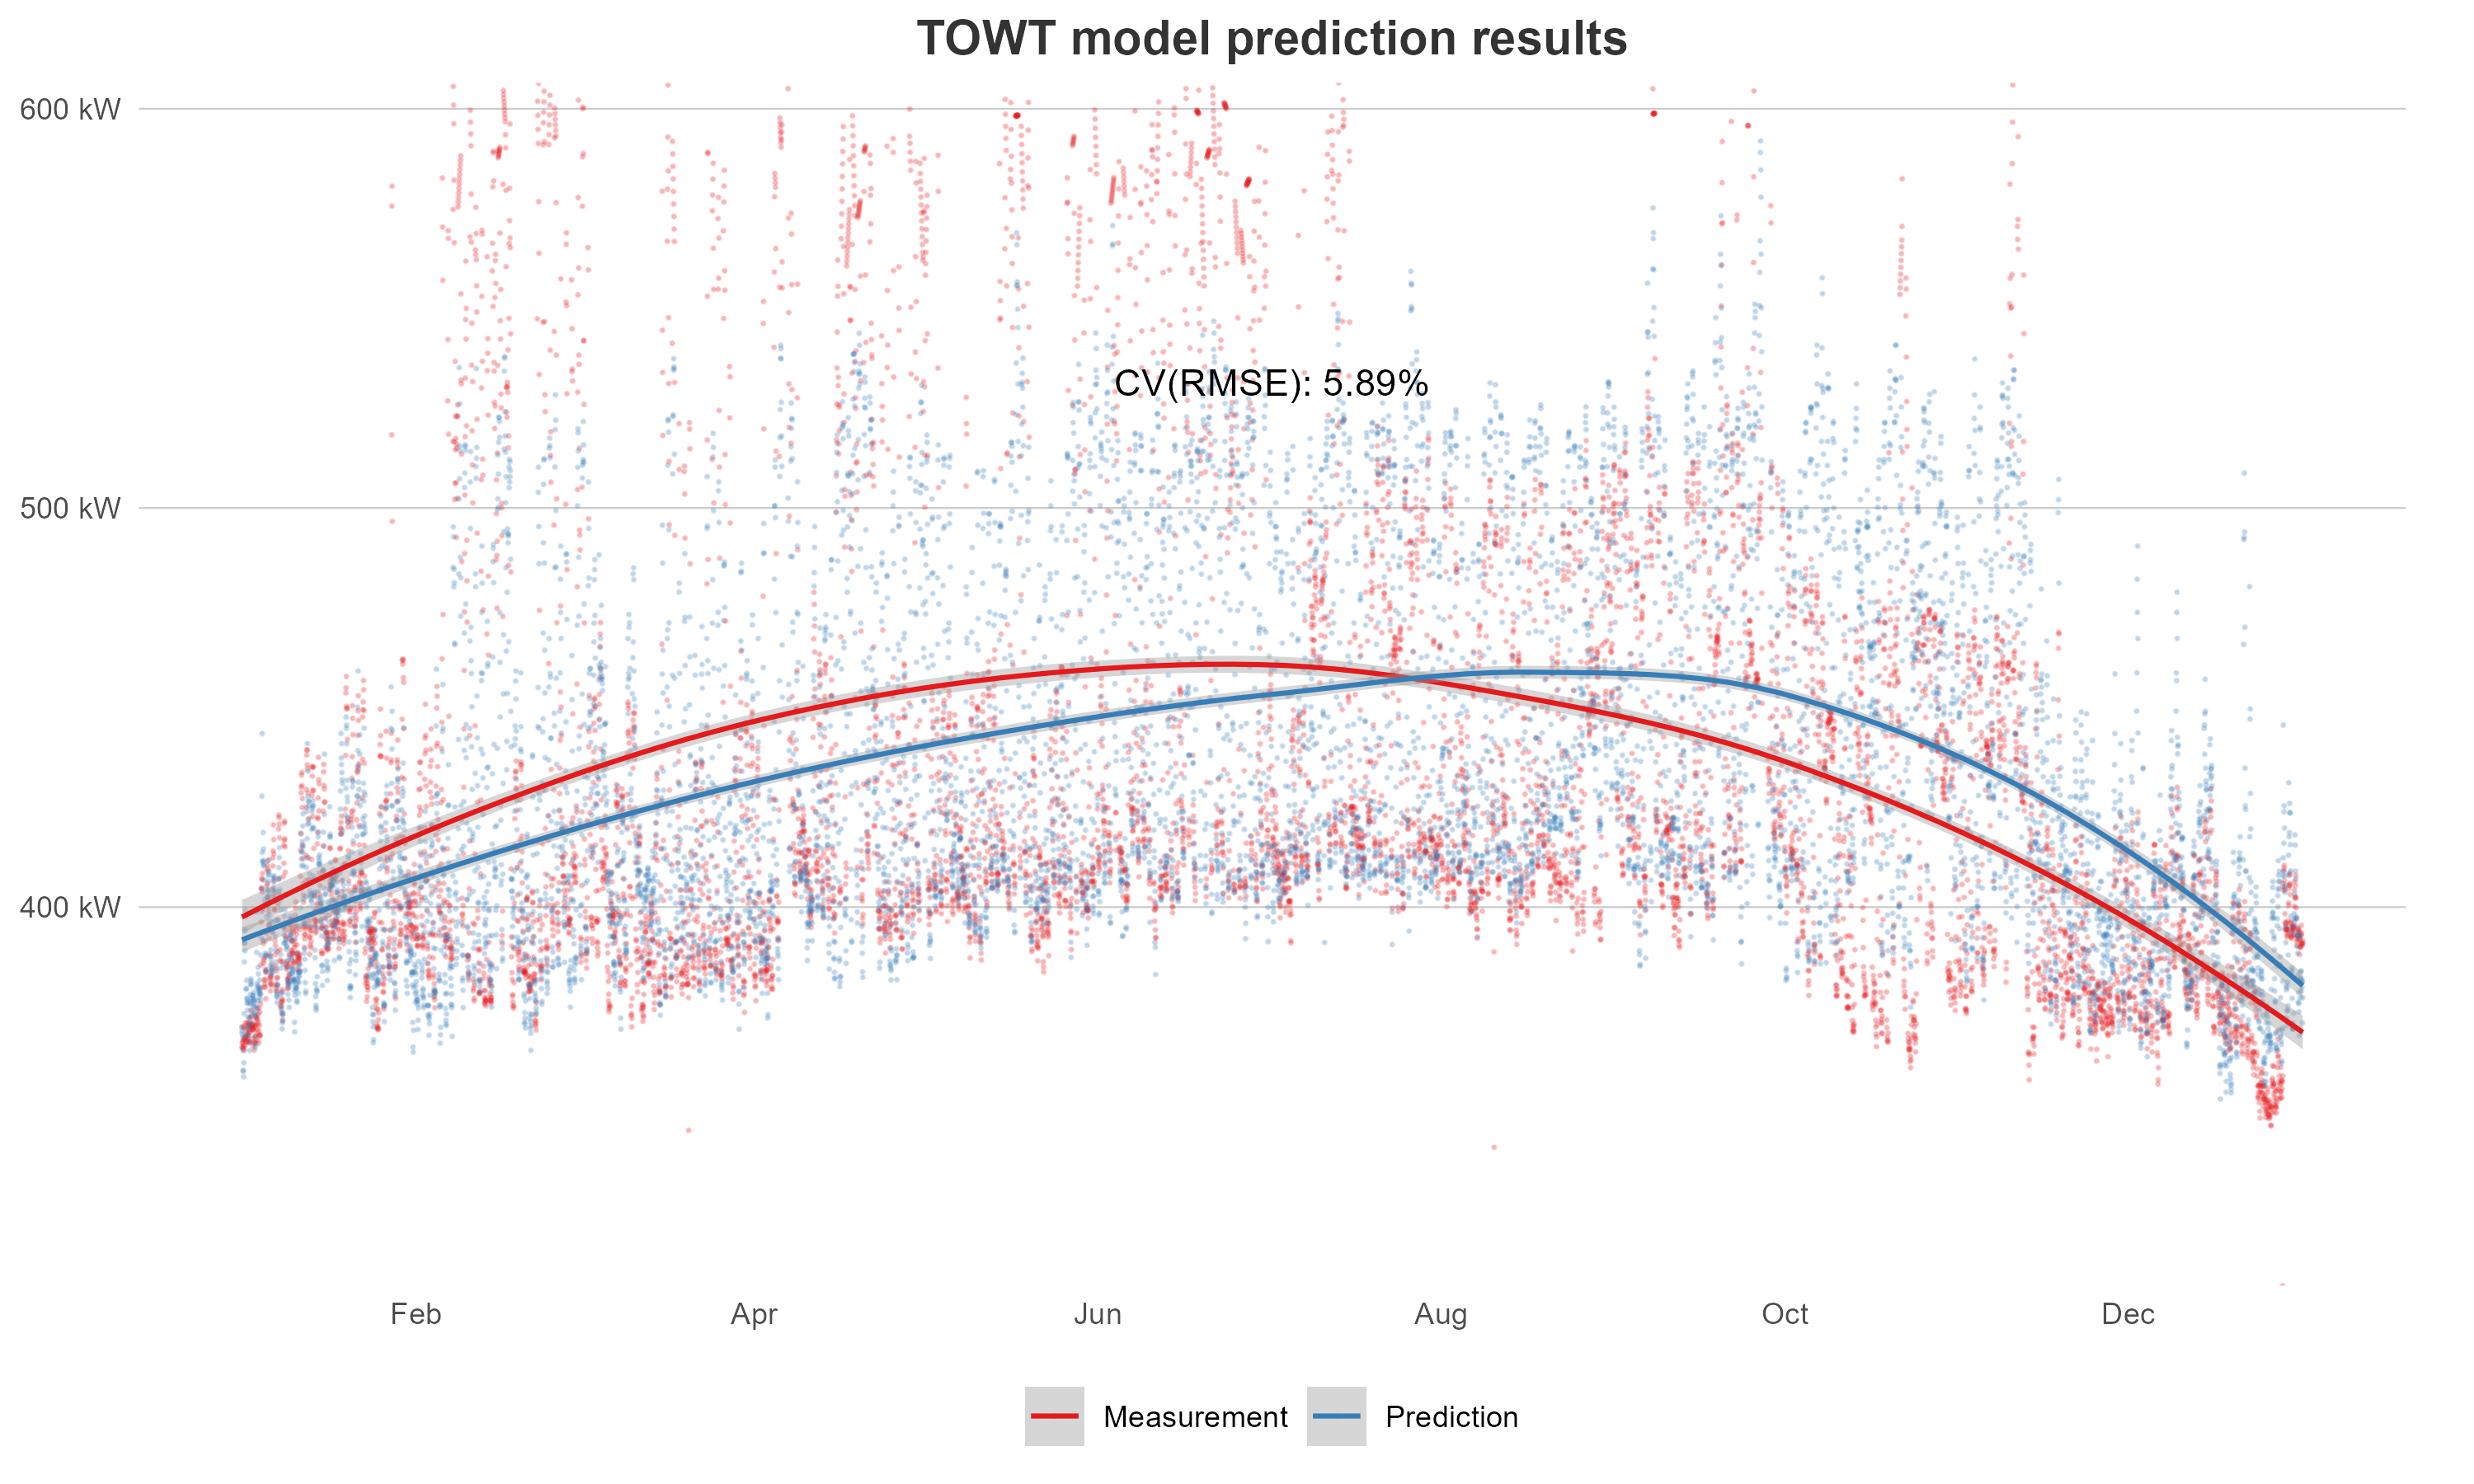 TOWT model prediction results
600 kW
500 kW
400 kW
CV(RMSE): 5.89%
Feb Apr Jun Aug Oct Dec
Measurement Prediction